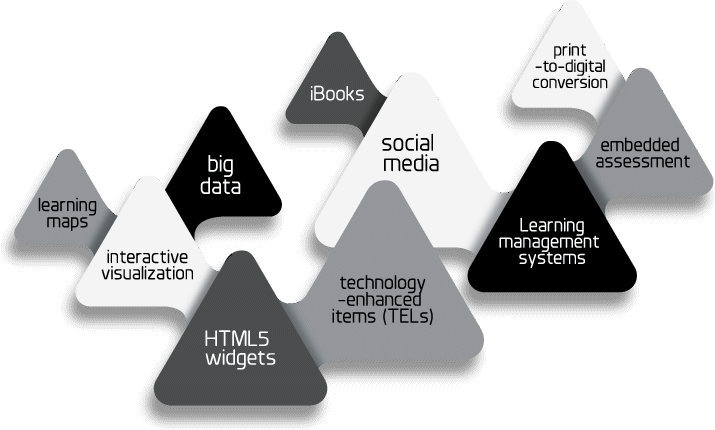 print
-to-digital
conversion
iBooks
social
media
embedded
assessment
big
data
learning
maps
Learning
management
systems
interactive
visualization
technology
-enhanced
items (TELs)
HTML5
widgets